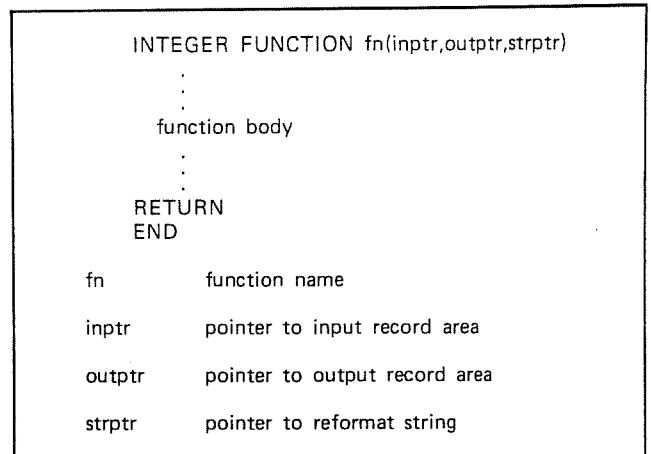 INTEGER FUNCTION fn(inptr,outptr,strptr)
.
.
.
function body
.
.
.
RETURN
END
fn function name
inptr pointer to input record area
outptr pointer to output record area
strptr pointer to reformat string